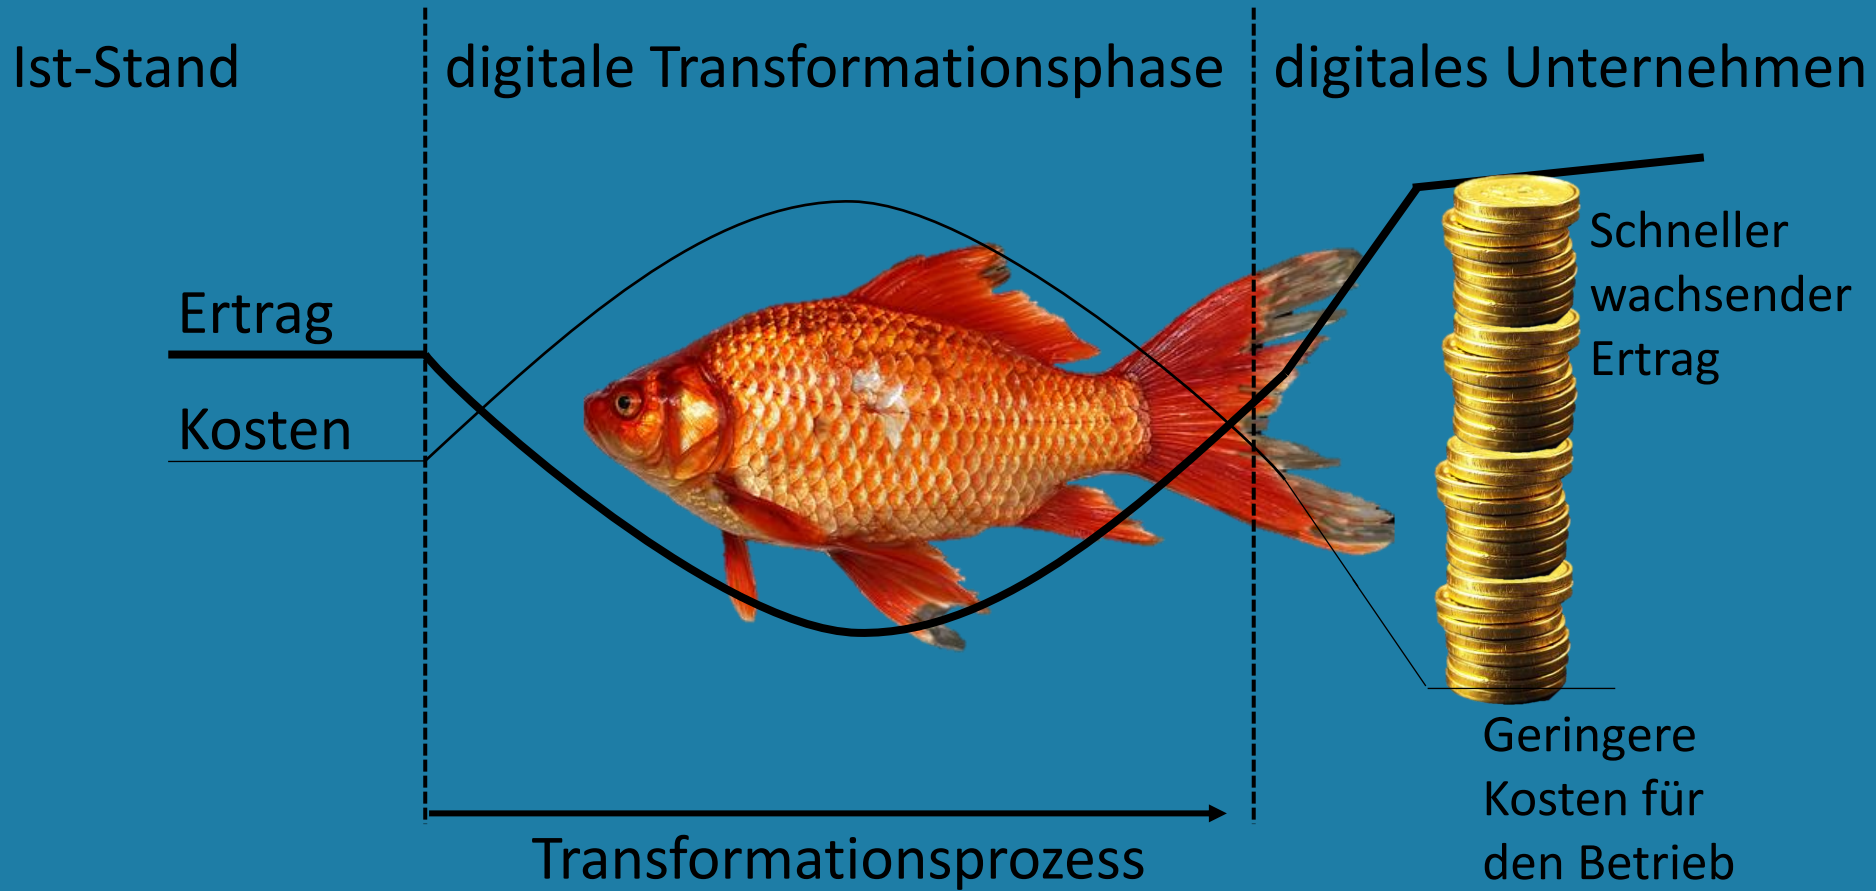 Ist-Stand
digitale Transformationsphase
digitales Unternehmen
Ertrag
Kosten
Schneller
wachsender
Ertrag
Geringere
Kosten für
den Betrieb
Transformationsprozess